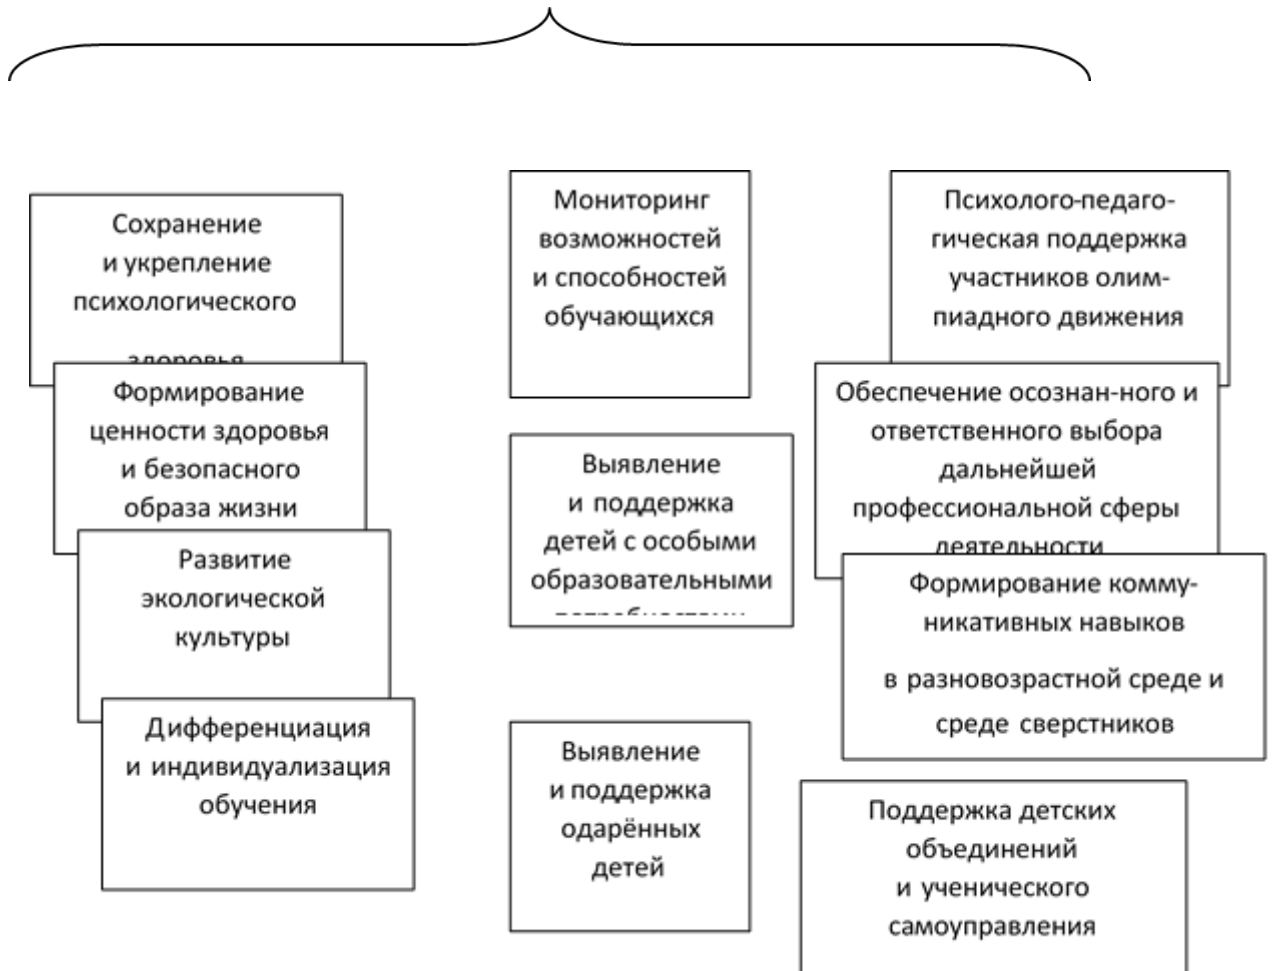 Сохранение
и укрепление
психологического
здоровья
Формирование
ценности здоровья
и безопасного
образа жизни
Развитие
экологической
культуры
Дифференциация
и индивидуализация
обучения
Мониторинг
возможностей
и способностей
обучающихся
Выявление
и поддержка
детей с особыми
образовательными
потребностями
Выявление
и поддержка
одарённых
детей
Психолого-педаго-
гическая поддержка
участников олим-
пиадного движения
Обеспечение осознан-ного и
ответственного выбора
дальнейшей
профессиональной сферы
деятельности
Формирование комму-
никативных навыков
в разновозрастной среде и
среде сверстников
Поддержка детских
объединений
и ученического
самоуправления